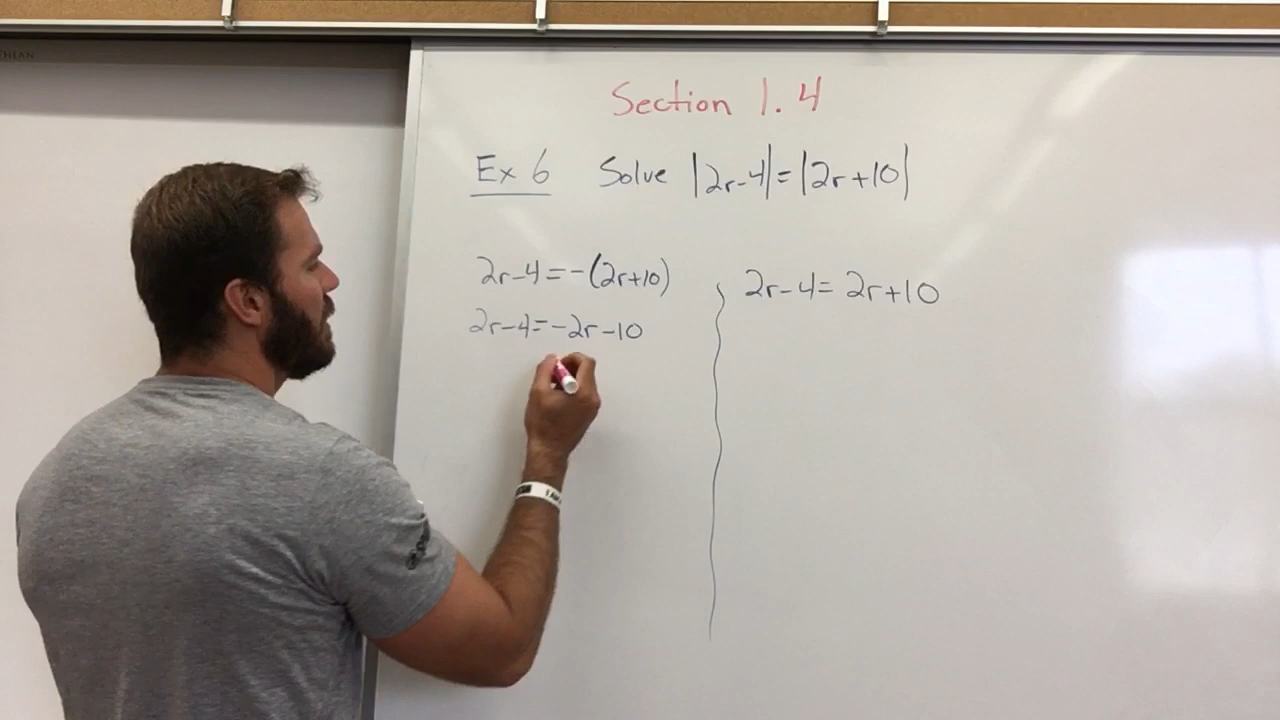 Section 1.4
Ex 6 Solve |2r-4|=|2r+10|
2r-4=-(2r+10)
2r-4=-2r-10
2r-4=2r+10